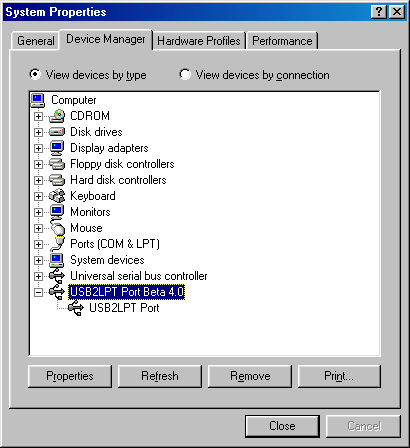 System Properties
General Device Manager Hardware Profiles Performance
View devices by type View devices by connection
Computer
CDROM
Disk drives
Display adapters
Floppy disk controllers
Hard disk controllers
Keyboard
Monitors
Mouse
Ports (COM & LPT)
System devices
Universal serial bus controller
USB2LPT Port Beta 4.0
USB2LPT Port
Properties Refresh Remove Print...
Close Cancel